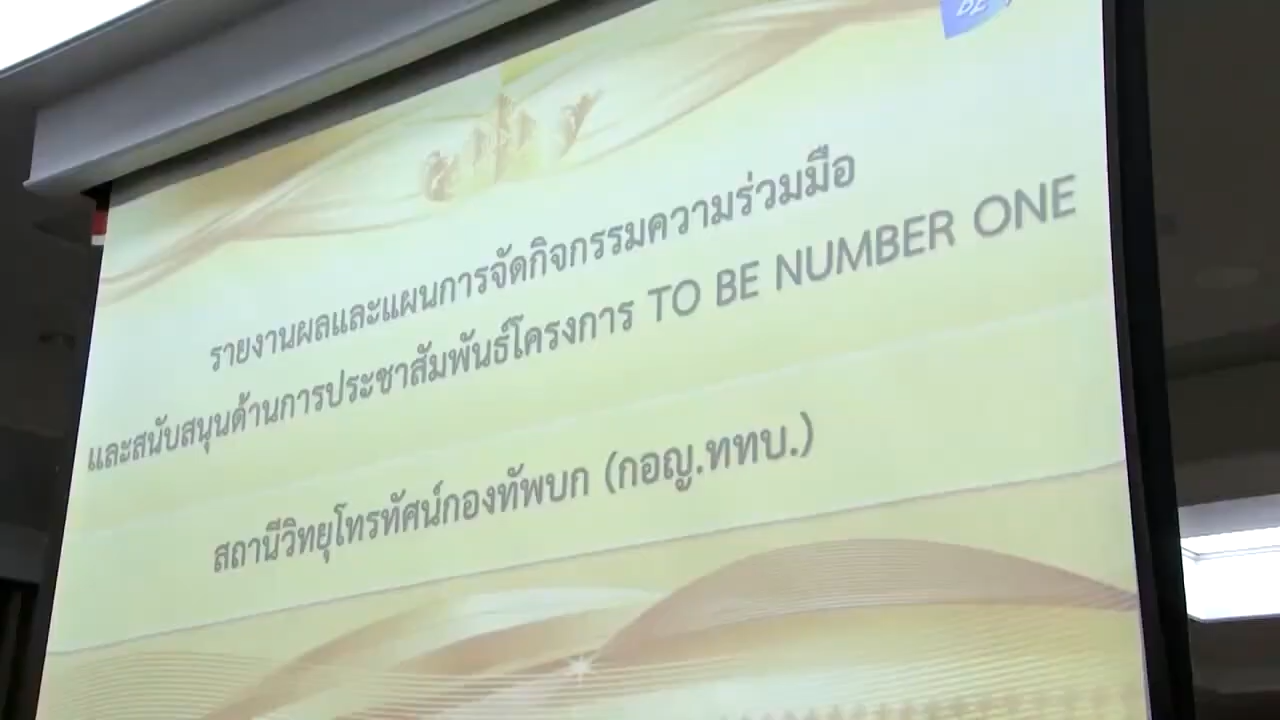 รายงานผลและแผนการจัดกิจกรรมความร่วมมือ
และสนับสนุนด้านการประชาสัมพันธ์โครงการ TO BE NUMBER ONE
สถานีวิทยุโทรทัศน์กองทัพบก (กอญ.ททบ.)